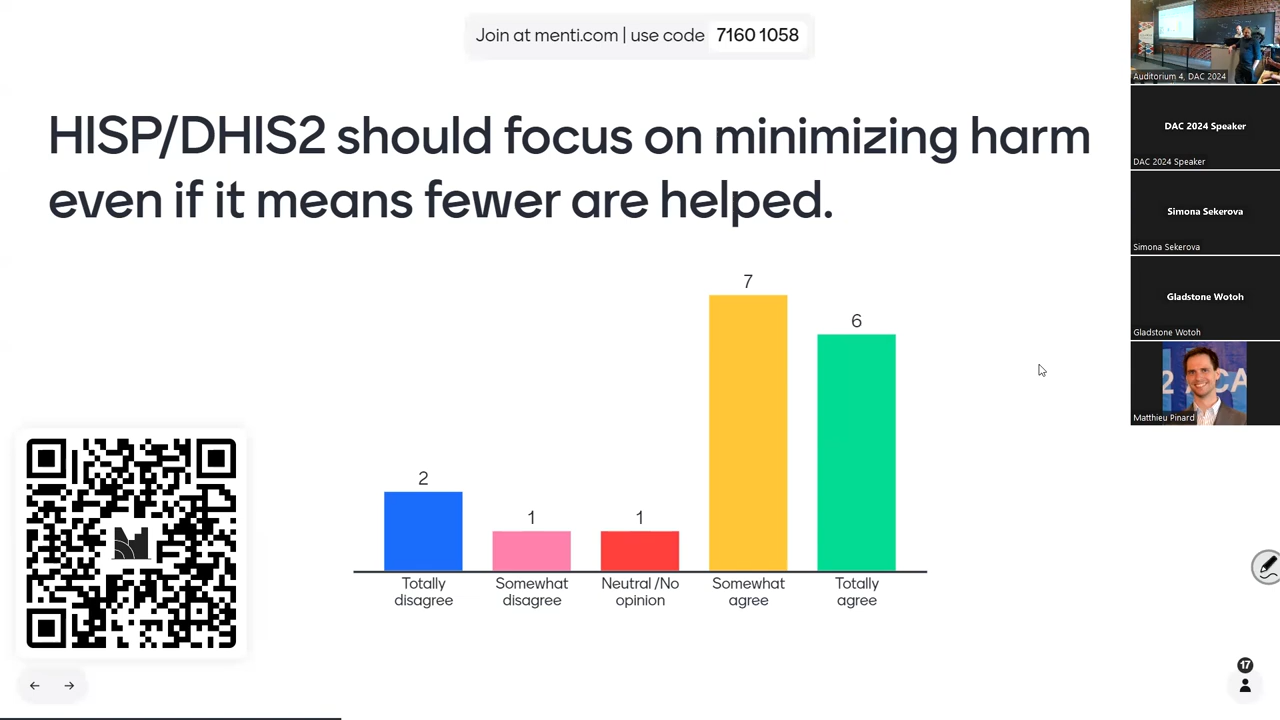 Join at menti.com | use code 7160 1058
HISP/DHIS2 should focus on minimizing harm
even if it means fewer are helped.
2
1
1
7
6
Totally
disagree
Somewhat
disagree
Neutral /No
opinion
Somewhat
agree
Totally
agree
17
Auditorium 4, DAC 2024
DAC 2024 Speaker
DAC 2024 Speaker
Simona Sekerova
Simona Sekerova
Gladstone Wotoh
Gladstone Wotoh
2
CA
Matthieu Pinard